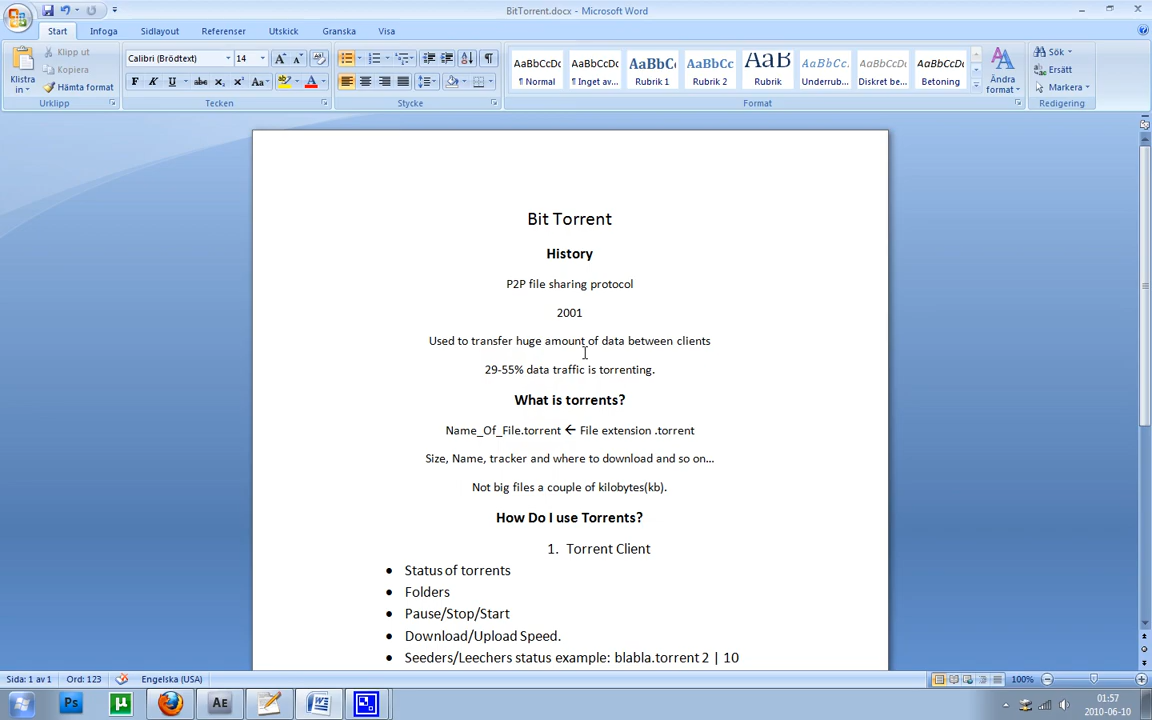 BitTorrent.docx - Microsoft Word
Start Infoga Sidlayout Referenser Utskick Granska Visa
Klistra in
Klipp ut
Kopiera
Hämta format
Urklipp
Calibri (Brödtext) 14
F K U abc x₂ x² Aa
Tecken
Stycke
AaBbCcDc AaBbCcDc AaBbCc AaBbCc AaB AaBbCc. AaBbCcDc AaBbCcDc
¶ Normal ¶ Inget av... Rubrik 1 Rubrik 2 Rubrik Underrub... Diskret be... Betoning
Ändra format
Format
Sök
Ersätt
Markera
Redigering
Bit Torrent
History
P2P file sharing protocol
2001
Used to transfer huge amount of data between clients
29-55% data traffic is torrenting.
What is torrents?
Name_Of_File.torrent ← File extension .torrent
Size, Name, tracker and where to download and so on...
Not big files a couple of kilobytes(kb).
How Do I use Torrents?
1. Torrent Client
• Status of torrents
• Folders
• Pause/Stop/Start
• Download/Upload Speed.
• Seeders/Leechers status example: blabla.torrent 2 | 10
Sida: 1 av 1 Ord: 123 Engelska (USA) 100%
Ps µ AE W
01:57
2010-06-10